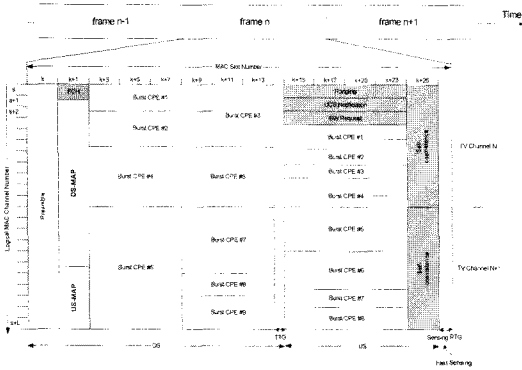 Time
frame n-1 frame n frame n+1
MAC Slot Number
k k+1 k+3 k+5 k+7 k+9 k+11 k+13 k+15 k+17 k+20 k+23 k+26
s FCH Burst CPE #1 Ranging
s+1 UCS Notification
s+2 Burst CPE #2 Burst CPE #3 BW Request
Burst CPE #1
Burst CPE #2
Burst CPE #3
Burst CPE #4
Self-coexistence
TV Channel N
Logical MAC Channel Number
Preamble
DS-MAP
Burst CPE #4
Burst CPE #5
Burst CPE #7
Burst CPE #6
Burst CPE #8
Burst CPE #9
US-MAP
s+L
Burst CPE #5
Burst CPE #6
Burst CPE #7
Burst CPE #8
Self-coexistence
TV Channel N+1
TTG
Sensing RTG
DS
US
Fast Sensing